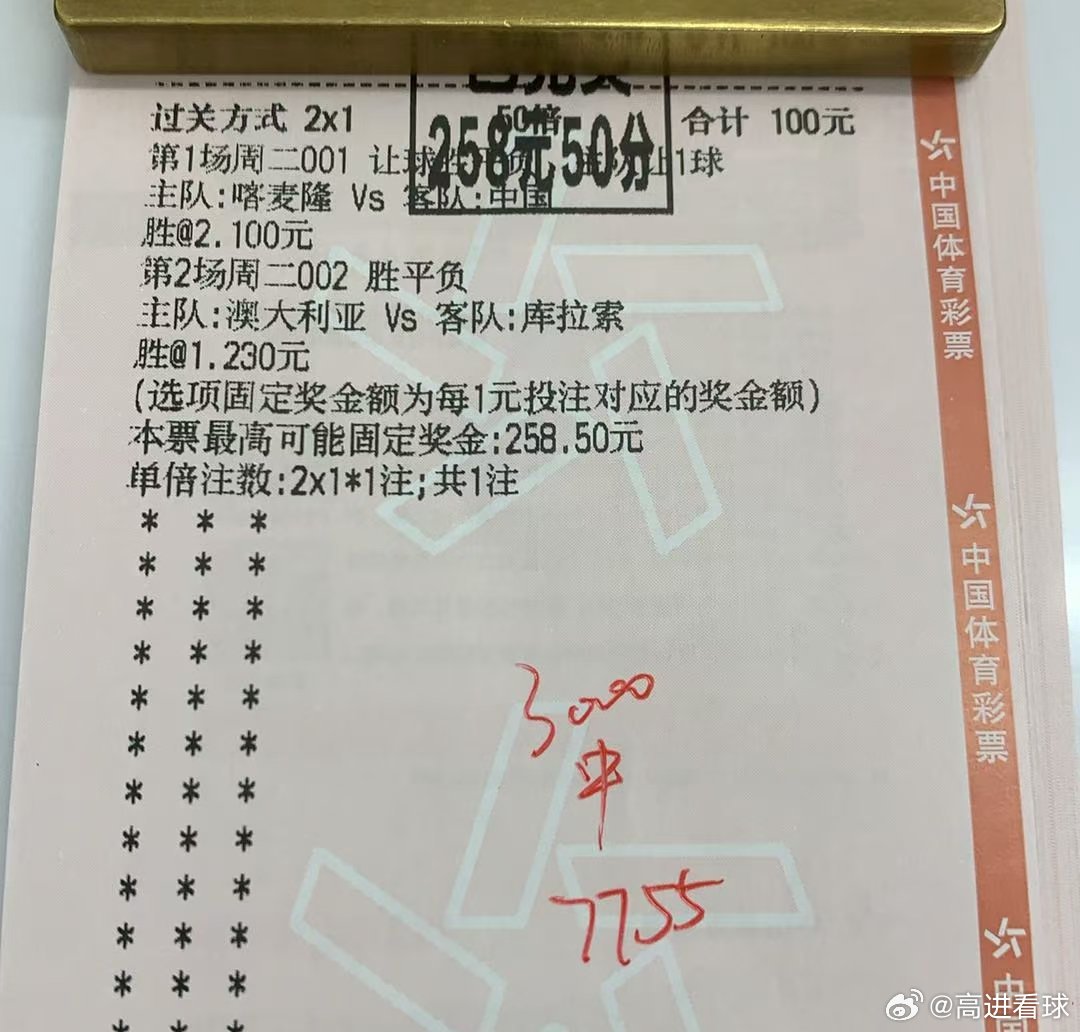 过关方式 2x1 50倍 合计 100元
258元50分
第1场周二001 让球胜平负 主队让1球
主队:喀麦隆 Vs 客队:中国
胜@2.100元
第2场周二002 胜平负
主队:澳大利亚 Vs 客队:库拉索
胜@1.230元
(选项固定奖金额为每1元投注对应的奖金额)
本票最高可能固定奖金:258.50元
单倍注数:2x1*1注;共1注
* * *
* * *
* * *
* * *
* * *
* * *
* * *
* * *
* * *
* * *
* * *
* * *
3000
中
7755
中国体育彩票
中国体育彩票
中国
@高进看球